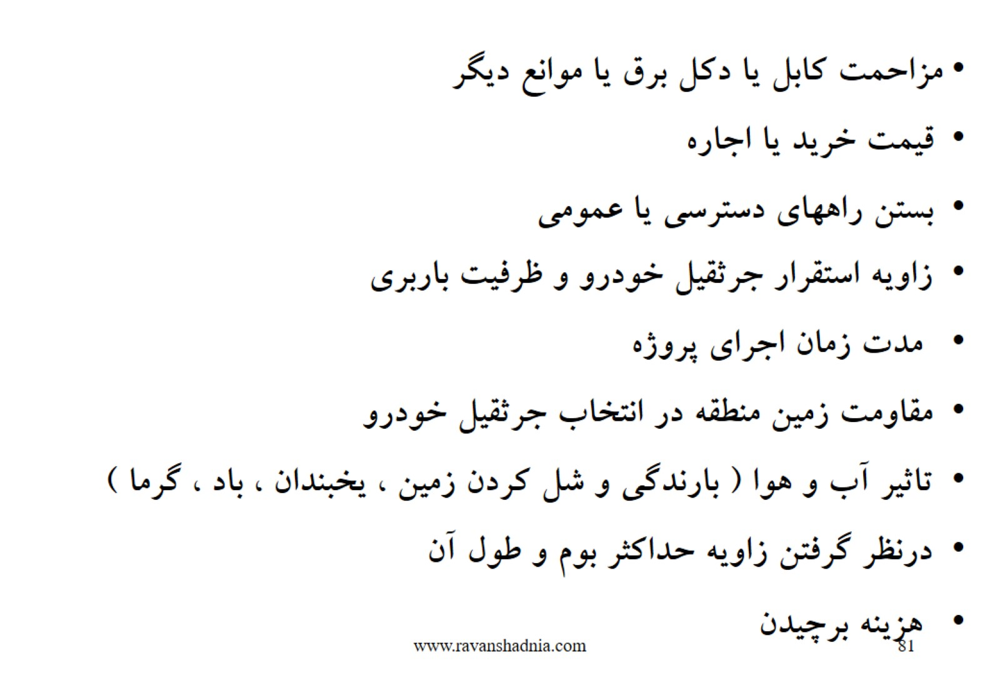 • مزاحمت کابل یا دکل برق یا موانع دیگر
• قیمت خرید یا اجاره
• بستن راههای دسترسی یا عمومی
• زاویه استقرار جرثقیل خودرو و ظرفیت باربری
• مدت زمان اجرای پروژه
• مقاومت زمین منطقه در انتخاب جرثقیل خودرو
• تاثیر آب و هوا ( بارندگی و شل کردن زمین ، یخبندان ، باد ، گرما )
• درنظر گرفتن زاویه حداکثر بوم و طول آن
• هزینه برچیدن
www.ravanshadnia.com
81